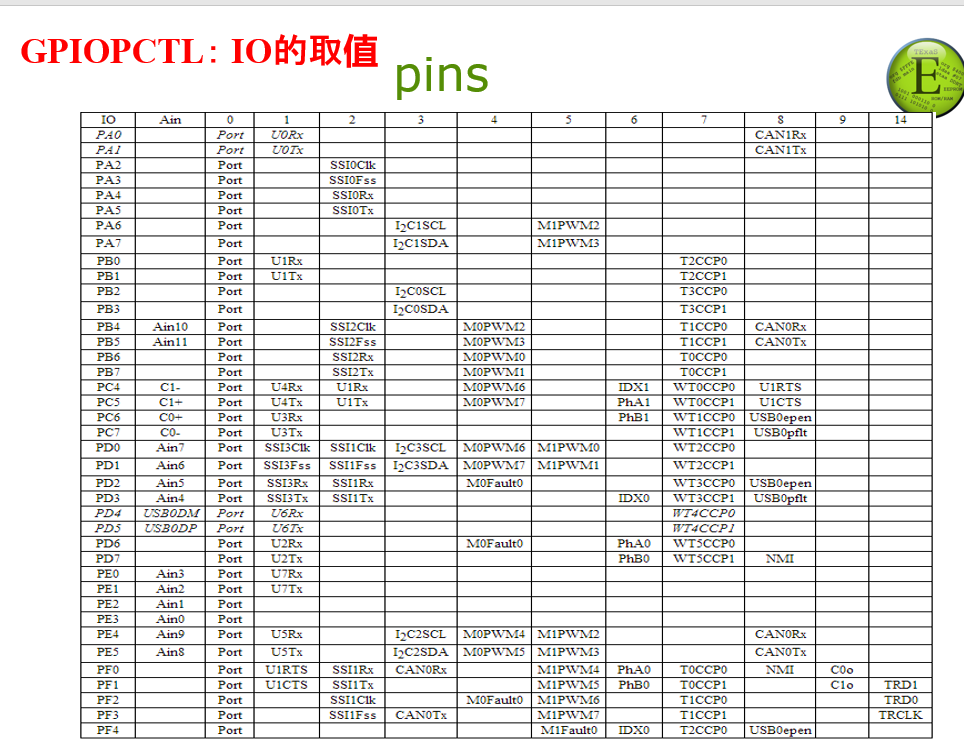 GPIOPCTL：IO的取值
pins
TExaS
E
IO Ain 0 1 2 3 4 5 6 7 8 9 14
PA0 Port U0Rx CAN1Rx
PA1 Port U0Tx CAN1Tx
PA2 Port SSI0Clk
PA3 Port SSI0Fss
PA4 Port SSI0Rx
PA5 Port SSI0Tx
PA6 Port I2C1SCL M1PWM2
PA7 Port I2C1SDA M1PWM3
PB0 Port U1Rx T2CCP0
PB1 Port U1Tx T2CCP1
PB2 Port I2C0SCL T3CCP0
PB3 Port I2C0SDA T3CCP1
PB4 Ain10 Port SSI2Clk M0PWM2 T1CCP0 CAN0Rx
PB5 Ain11 Port SSI2Fss M0PWM3 T1CCP1 CAN0Tx
PB6 Port SSI2Rx M0PWM0 T0CCP0
PB7 Port SSI2Tx M0PWM1 T0CCP1
PC4 C1- Port U4Rx U1Rx M0PWM6 IDX1 WT0CCP0 U1RTS
PC5 C1+ Port U4Tx U1Tx M0PWM7 PhA1 WT0CCP1 U1CTS
PC6 C0+ Port U3Rx PhB1 WT1CCP0 USB0epen
PC7 C0- Port U3Tx WT1CCP1 USB0pflt
PD0 Ain7 Port SSI3Clk SSI1Clk I2C3SCL M0PWM6 M1PWM0 WT2CCP0
PD1 Ain6 Port SSI3Fss SSI1Fss I2C3SDA M0PWM7 M1PWM1 WT2CCP1
PD2 Ain5 Port SSI3Rx SSI1Rx M0Fault0 WT3CCP0 USB0epen
PD3 Ain4 Port SSI3Tx SSI1Tx IDX0 WT3CCP1 USB0pflt
PD4 USB0DM Port U6Rx WT4CCP0
PD5 USB0DP Port U6Tx WT4CCP1
PD6 Port U2Rx M0Fault0 PhA0 WT5CCP0
PD7 Port U2Tx PhB0 WT5CCP1 NMI
PE0 Ain3 Port U7Rx
PE1 Ain2 Port U7Tx
PE2 Ain1 Port
PE3 Ain0 Port
PE4 Ain9 Port U5Rx I2C2SCL M0PWM4 M1PWM2 CAN0Rx
PE5 Ain8 Port U5Tx I2C2SDA M0PWM5 M1PWM3 CAN0Tx
PF0 Port U1RTS SSI1Rx CAN0Rx M1PWM4 PhA0 T0CCP0 NMI C0o
PF1 Port U1CTS SSI1Tx M1PWM5 PhB0 T0CCP1 C1o TRD1
PF2 Port SSI1Clk M0Fault0 M1PWM6 T1CCP0 TRD0
PF3 Port SSI1Fss CAN0Tx M1PWM7 T1CCP1 TRCLK
PF4 Port M1Fault0 IDX0 T2CCP0 USB0epen